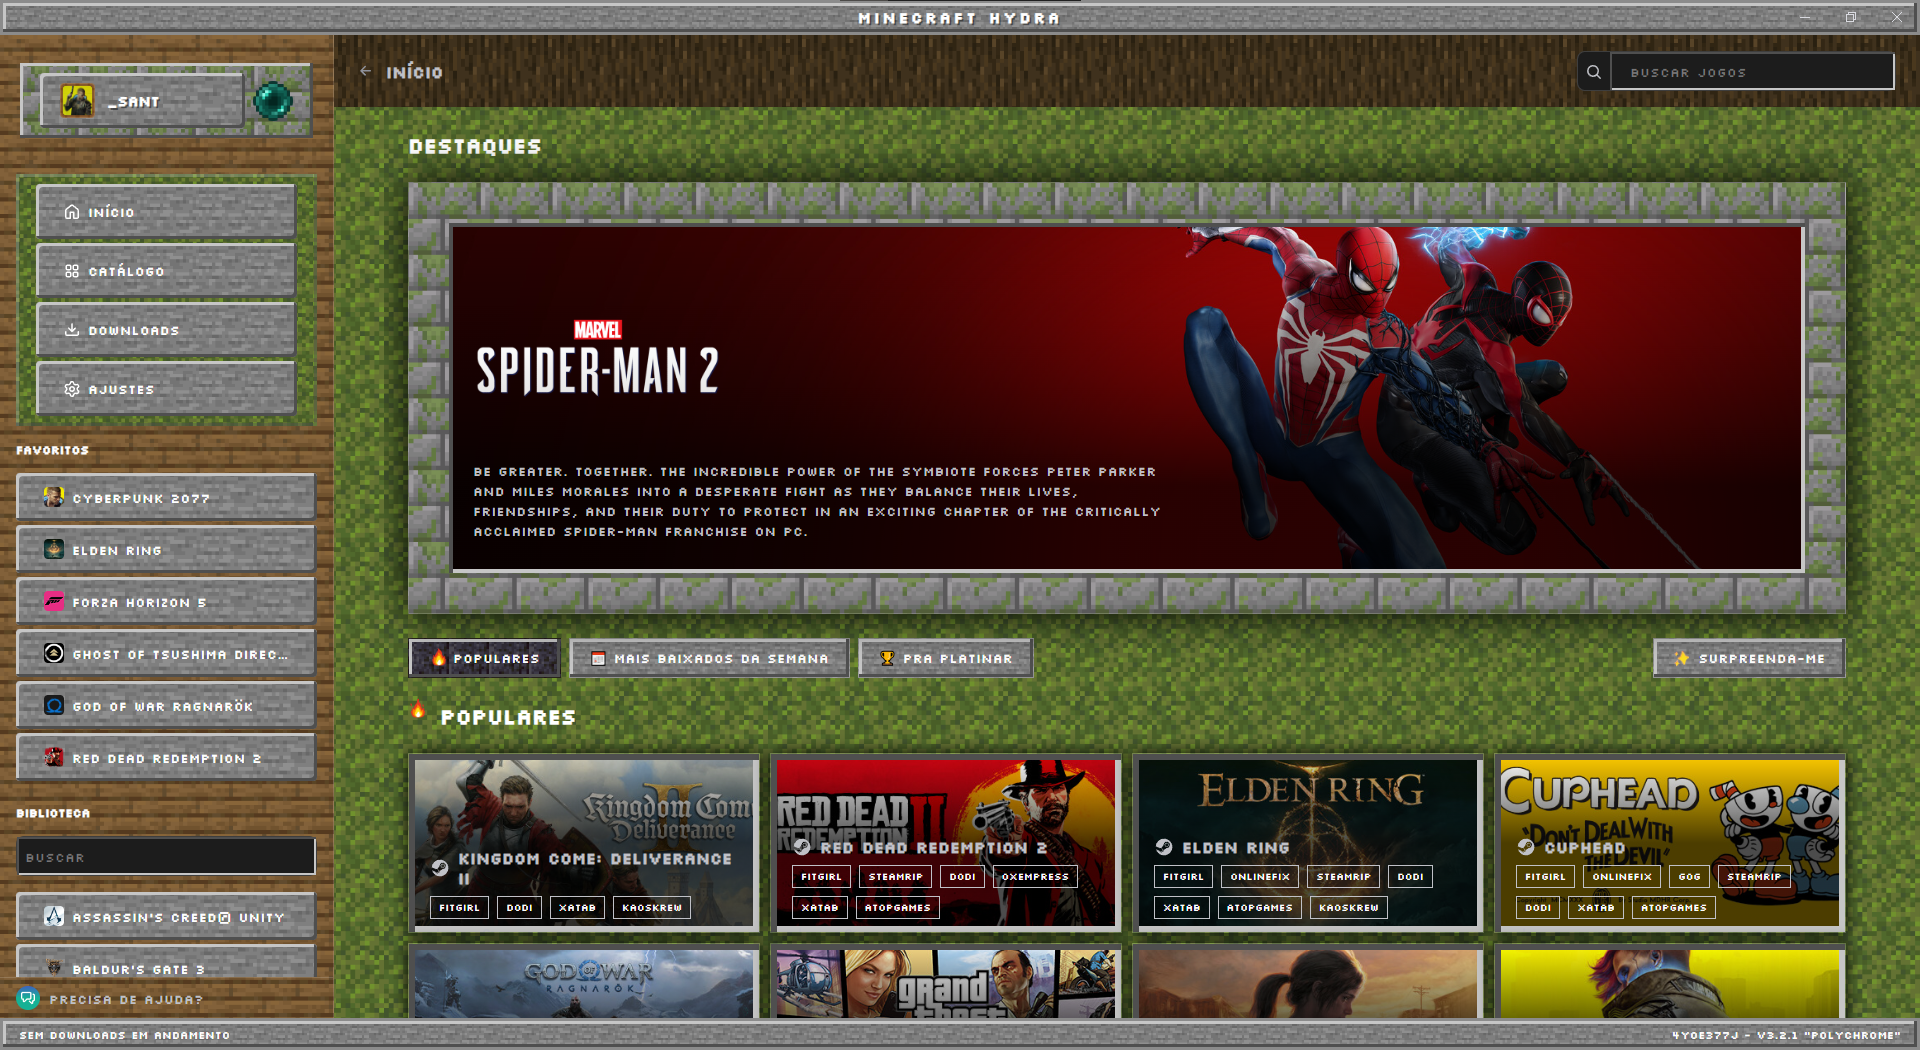 MINECRAFT HYDRA
_SANT
INÍCIO
CATÁLOGO
DOWNLOADS
AJUSTES
FAVORITOS
CYBERPUNK 2077
ELDEN RING
FORZA HORIZON 5
GHOST OF TSUSHIMA DIREC...
GOD OF WAR RAGNARÖK
RED DEAD REDEMPTION 2
BIBLIOTECA
BUSCAR
ASSASSIN'S CREED® UNITY
BALDUR'S GATE 3
PRECISA DE AJUDA?
INÍCIO
BUSCAR JOGOS
DESTAQUES
MARVEL
SPIDER-MAN 2
BE GREATER. TOGETHER. THE INCREDIBLE POWER OF THE SYMBIOTE FORCES PETER PARKER
AND MILES MORALES INTO A DESPERATE FIGHT AS THEY BALANCE THEIR LIVES,
FRIENDSHIPS, AND THEIR DUTY TO PROTECT IN AN EXCITING CHAPTER OF THE CRITICALLY
ACCLAIMED SPIDER-MAN FRANCHISE ON PC.
POPULARES
MAIS BAIXADOS DA SEMANA
PRA PLATINAR
SURPREENDA-ME
POPULARES
Kingdom Com
II
Deliverance
KINGDOM COME: DELIVERANCE
II
FITGIRL DODI XATAB KAOSKREW
RED DEAD II
REDEMPTION
RED DEAD REDEMPTION 2
FITGIRL STEAMRIP DODI 0XEMPRESS
XATAB ATOPGAMES
ELDEN RING
ELDEN RING
FITGIRL ONLINEFIX STEAMRIP DODI
XATAB ATOPGAMES KAOSKREW
CUPHEAD
"DON'T DEAL WITH
THE DEVIL"
CUPHEAD
FITGIRL ONLINEFIX GOG STEAMRIP
DODI XATAB ATOPGAMES
GOD OF WAR
RAGNARÖK
grand
SEM DOWNLOADS EM ANDAMENTO
4YOE377J - V3.2.1 "POLYCHROME"